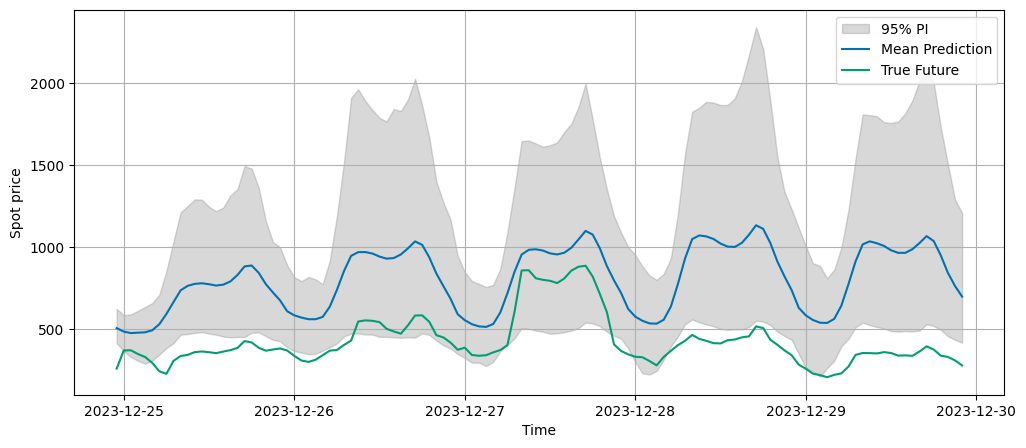 95% PI
Mean Prediction
True Future
Spot price
2000
1500
1000
500
2023-12-25
2023-12-26
2023-12-27
2023-12-28
2023-12-29
2023-12-30
Time